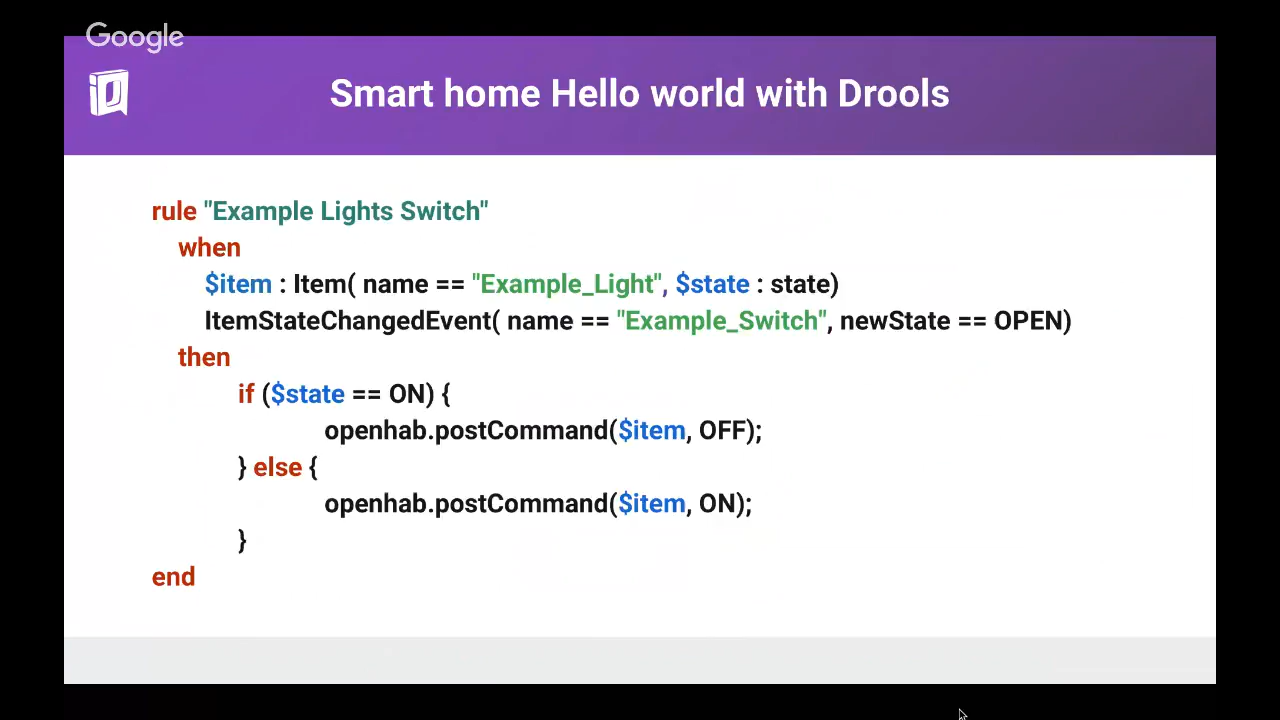 Google
Smart home Hello world with Drools
rule "Example Lights Switch"
when
$item : Item( name == "Example_Light", $state : state)
ItemStateChangedEvent( name == "Example_Switch", newState == OPEN)
then
if ($state == ON) {
openhab.postCommand($item, OFF);
} else {
openhab.postCommand($item, ON);
}
end